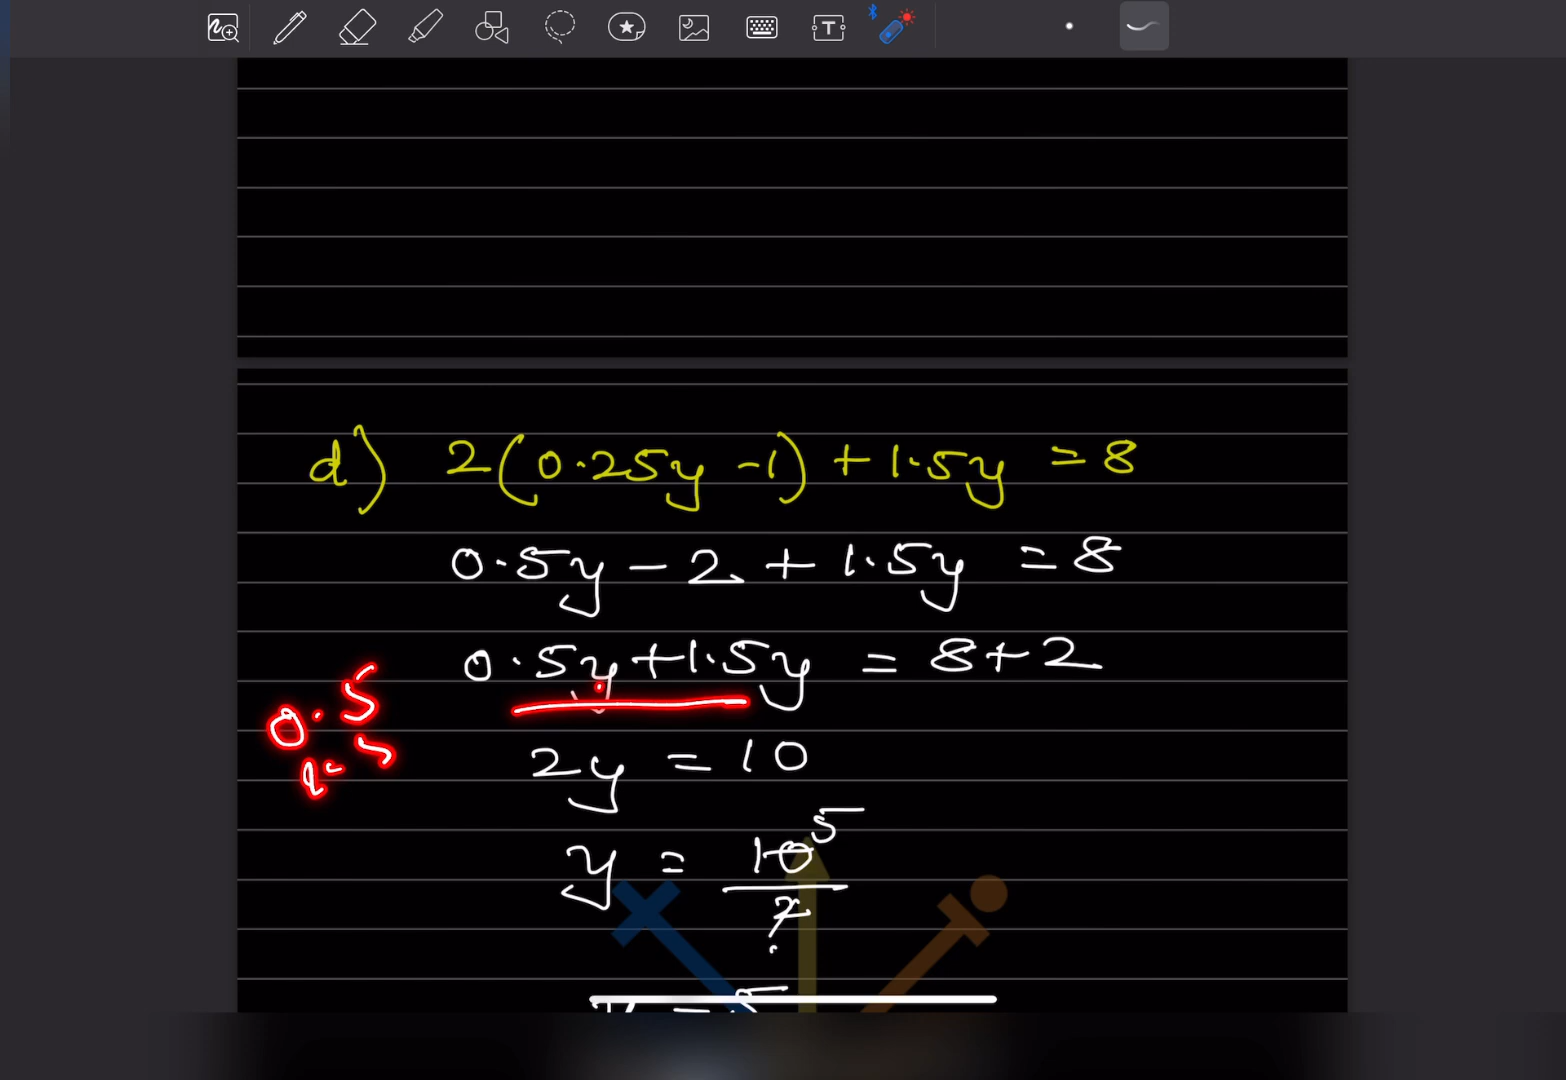 d) 2(0.25y -1) + 1.5y = 8
0.5y - 2 + 1.5y = 8
0.5y + 1.5y = 8 + 2
0.5
2y = 10
5
y = 10
2